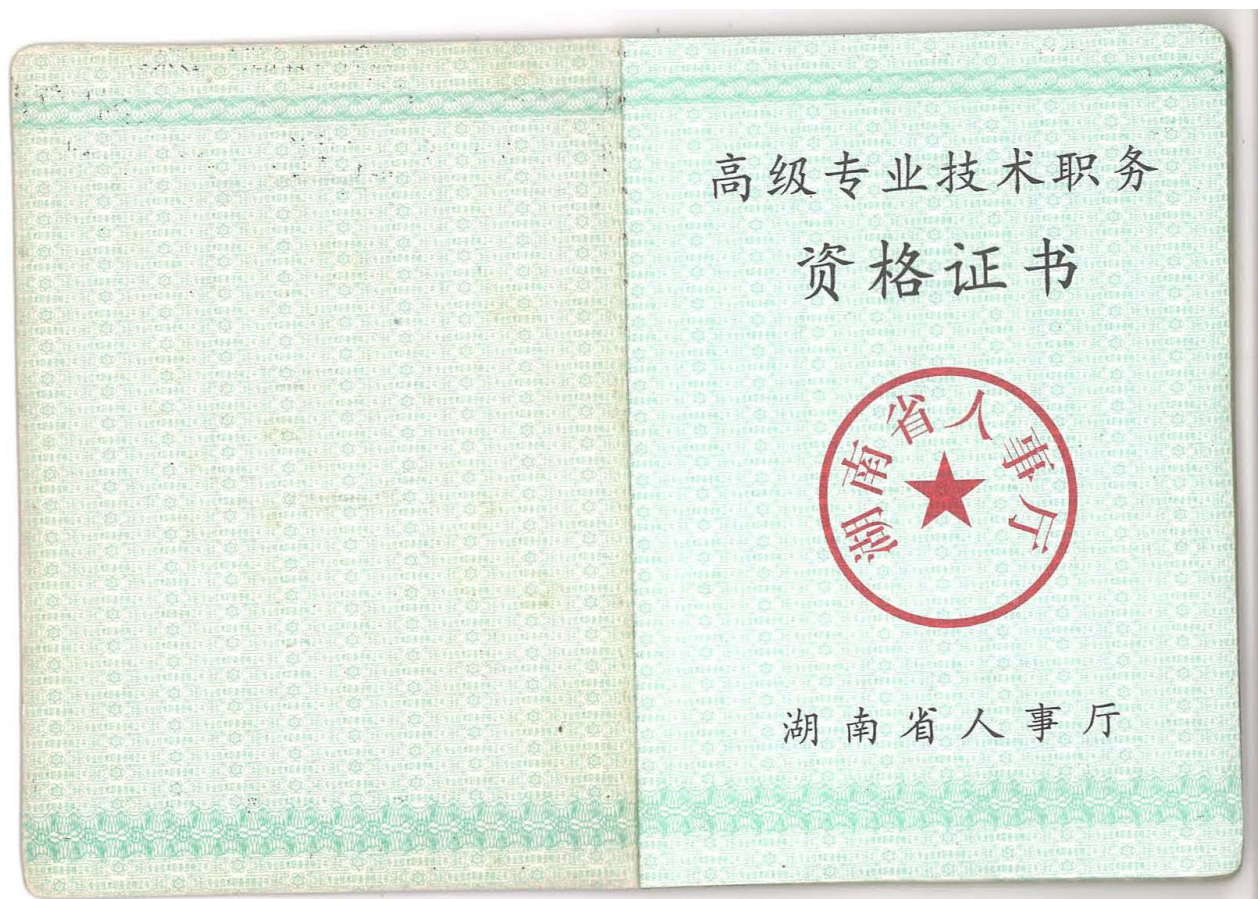 高级专业技术职务
资格证书
湖南省人事厅
湖南省人事厅